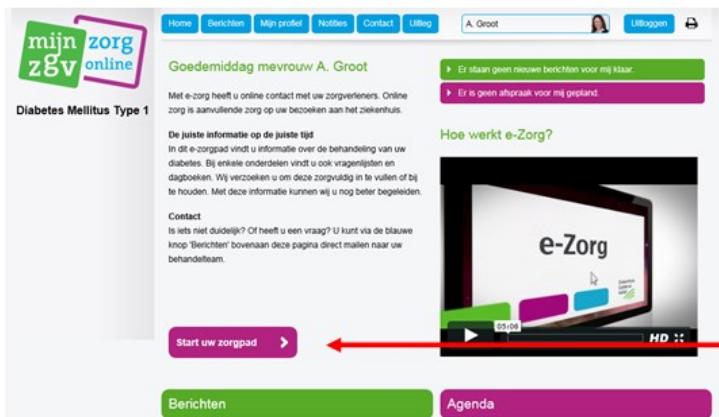 mijn zorg
zgv online
Diabetes Mellitus Type 1
Home Berichten Mijn profiel Notities Contact Uitleg A. Groot Uitloggen
Goedemiddag mevrouw A. Groot
Met e-zorg heeft u online contact met uw zorgverleners. Online
zorg is aanvullende zorg op uw bezoeken aan het ziekenhuis.
De juiste informatie op de juiste tijd
In dit e-zorgpad vindt u informatie over de behandeling van uw
diabetes. Bij enkele onderdelen vindt u ook vragenlijsten en
dagboeken. Wij verzoeken u om deze zorgvuldig in te vullen of bij
te houden. Met deze informatie kunnen wij u nog beter begeleiden.
Contact
Is iets niet duidelijk? Of heeft u een vraag? U kunt via de blauwe
knop 'Berichten' bovenaan deze pagina direct mailen naar uw
behandelteam.
Start uw zorgpad
Er staan geen nieuwe berichten voor mij klaar.
Er is geen afspraak voor mij gepland.
Hoe werkt e-Zorg?
e-Zorg
05:06
HD
Berichten
Agenda